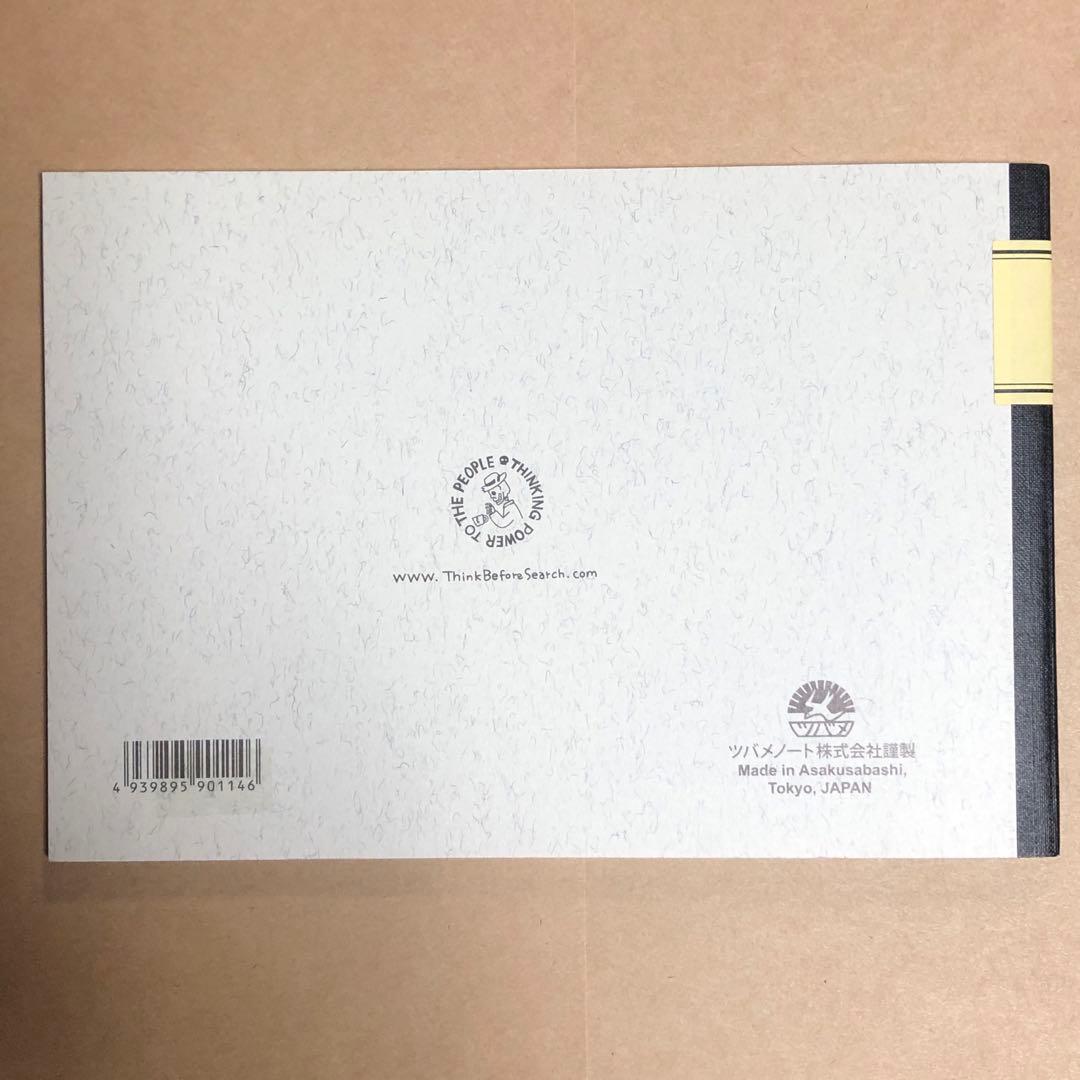 THINKING POWER TO THE PEOPLE
www.ThinkBeforeSearch.com
ツバメ
ツバメノート株式会社謹製
Made in Asakusabashi,
Tokyo, JAPAN
4 939895 901146